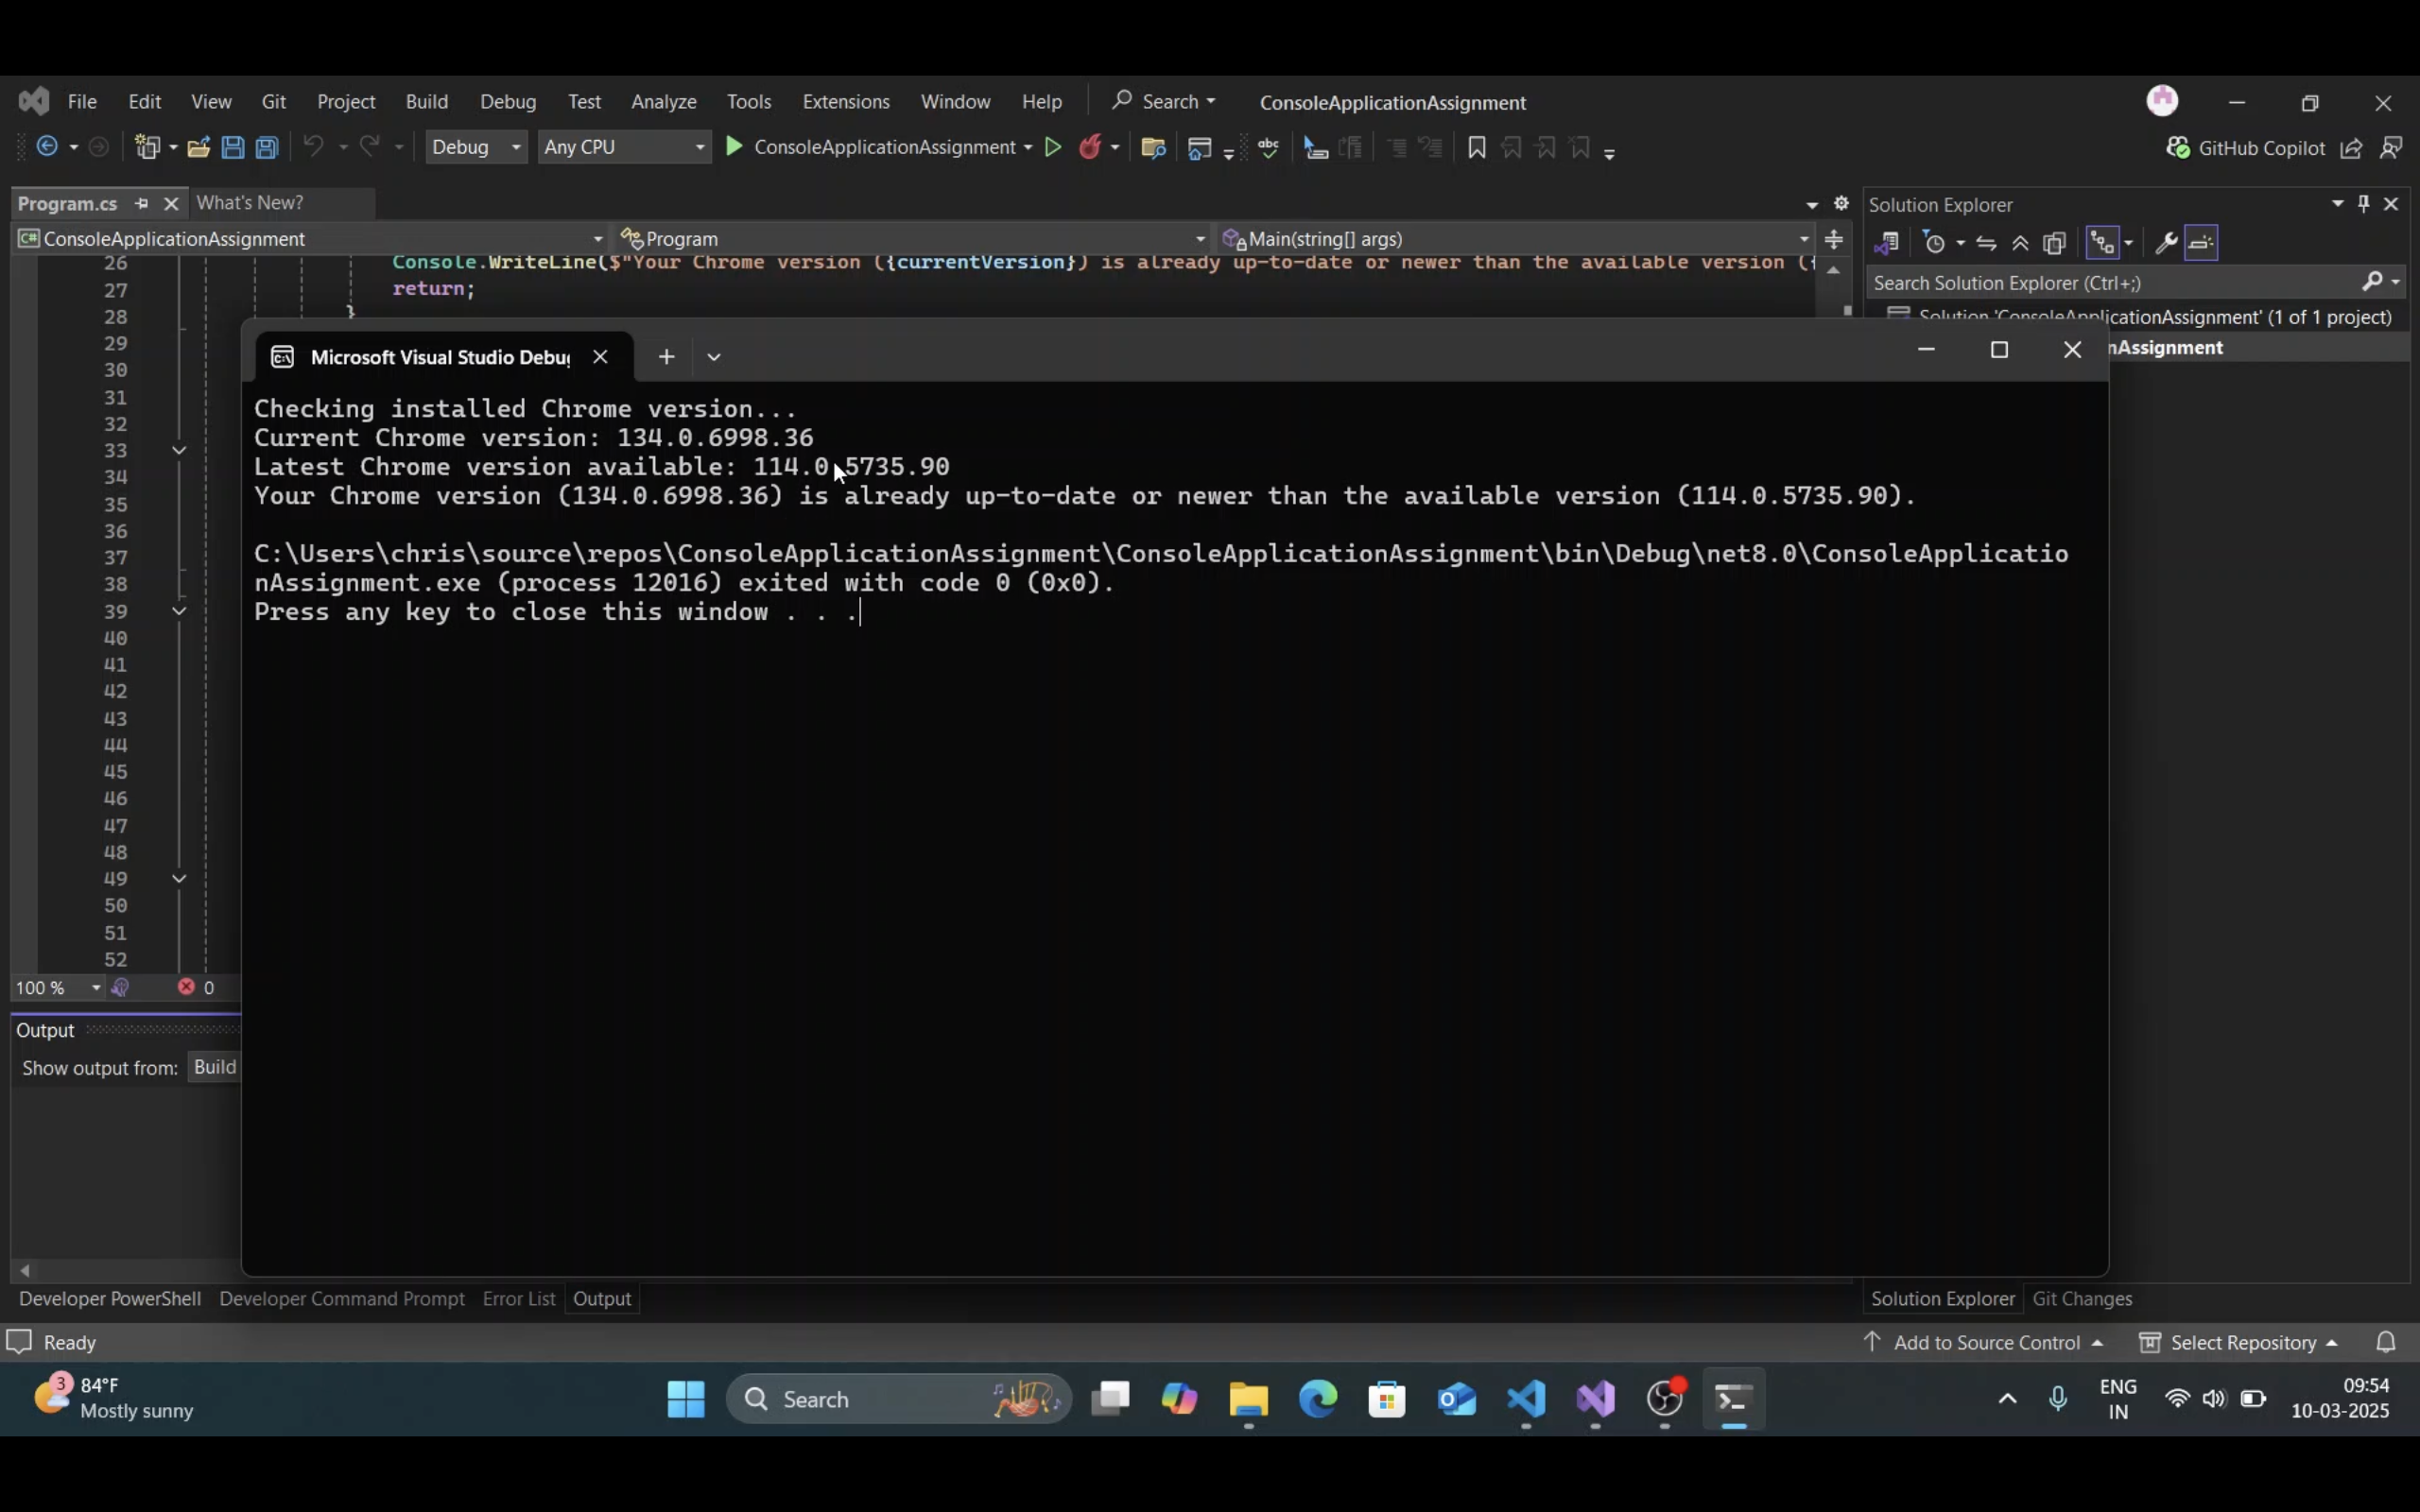 File Edit View Git Project Build Debug Test Analyze Tools Extensions Window Help Search ConsoleApplicationAssignment
Debug Any CPU ConsoleApplicationAssignment abc GitHub Copilot
Program.cs What's New?
C# ConsoleApplicationAssignment Program Main(string[] args)
26 Console.WriteLine($"Your Chrome version ({currentVersion}) is already up-to-date or newer than the available version ({
27 return;
28 }
29
30
31
32
33
34
35
36
37
38
39
40
41
42
43
44
45
46
47
48
49
50
51
52
100 % 0
Solution Explorer
Search Solution Explorer (Ctrl+;)
Solution 'ConsoleApplicationAssignment' (1 of 1 project)
nAssignment
Microsoft Visual Studio Debu
Checking installed Chrome version...
Current Chrome version: 134.0.6998.36
Latest Chrome version available: 114.0.5735.90
Your Chrome version (134.0.6998.36) is already up-to-date or newer than the available version (114.0.5735.90).
C:\Users\chris\source\repos\ConsoleApplicationAssignment\ConsoleApplicationAssignment\bin\Debug\net8.0\ConsoleApplicatio
nAssignment.exe (process 12016) exited with code 0 (0x0).
Press any key to close this window . . .
Output
Show output from: Build
Developer PowerShell Developer Command Prompt Error List Output
Solution Explorer Git Changes
Ready Add to Source Control Select Repository
3 84°F
Mostly sunny
Search
ENG
IN
09:54
10-03-2025